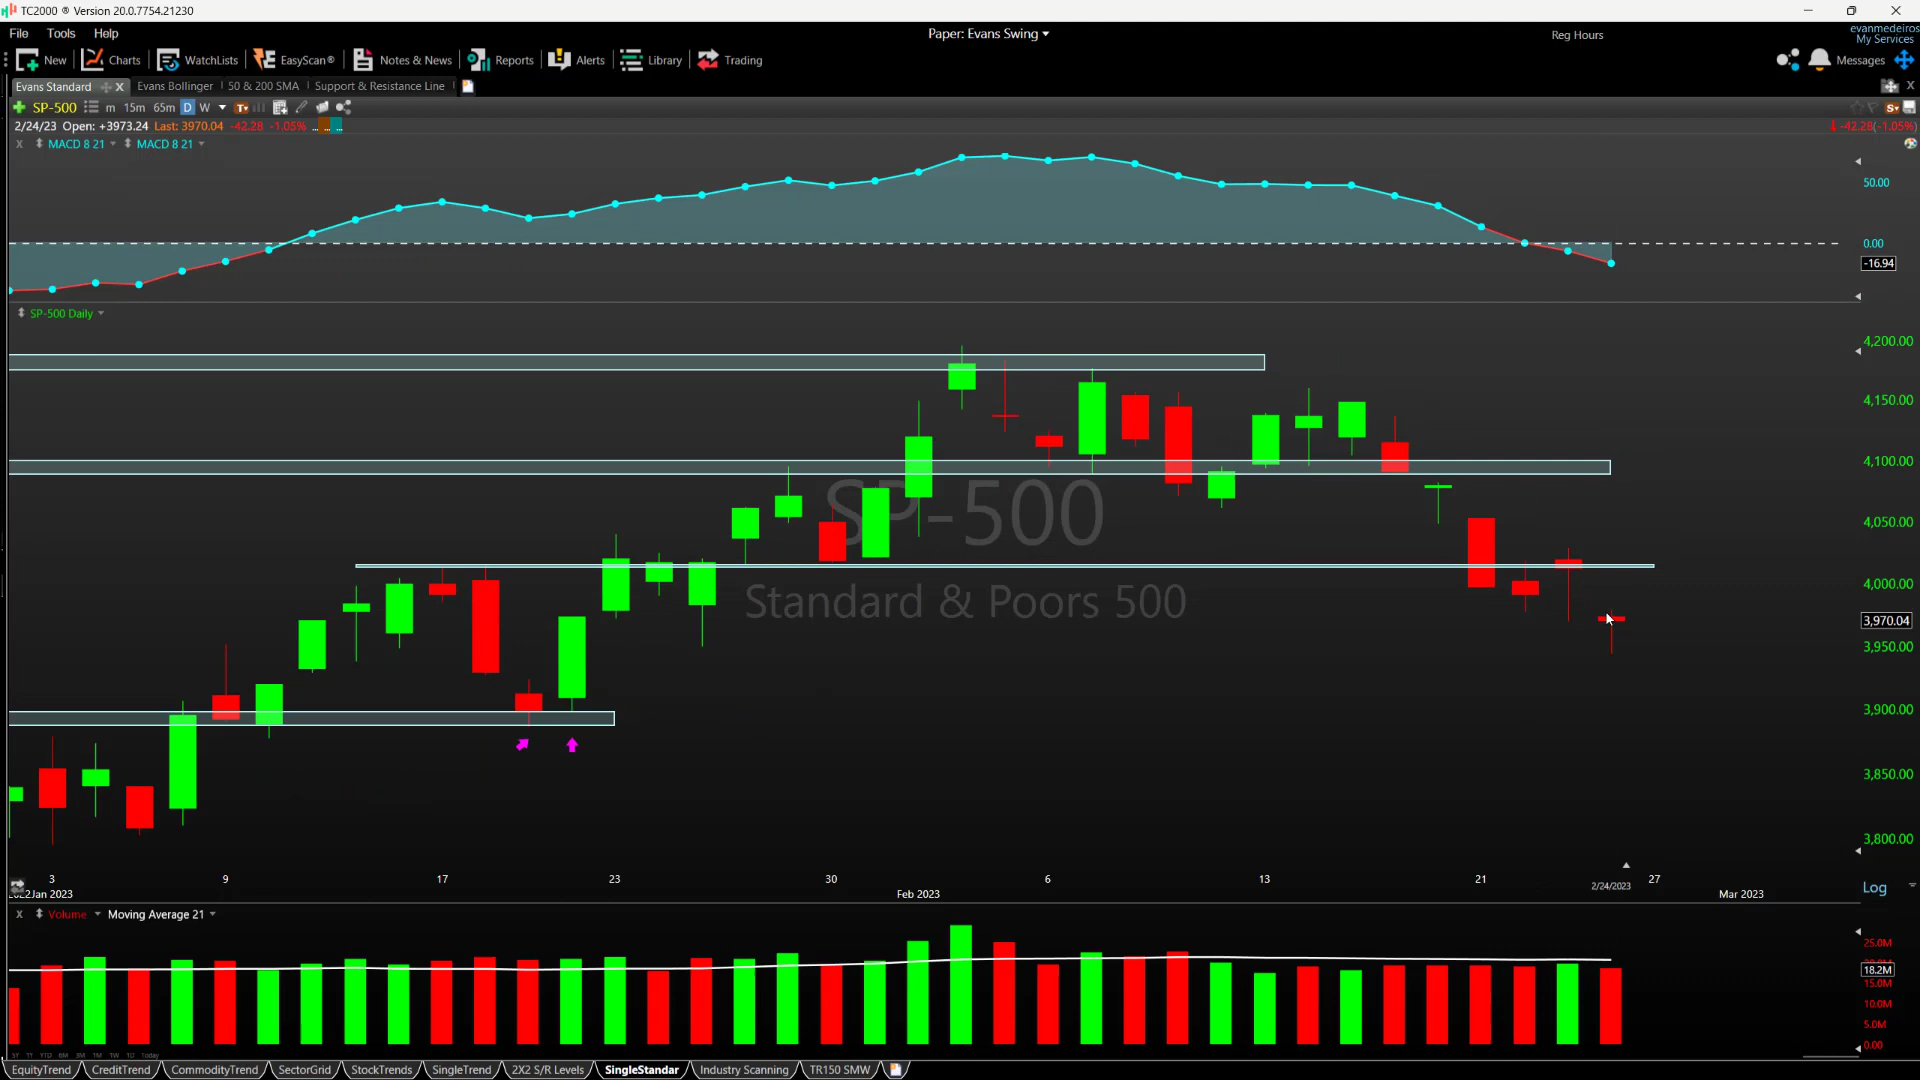 TC2000 ® Version 20.0.7754.21230
File Tools Help
Paper: Evans Swing
Reg Hours
evanmedeiros
My Services
New Charts WatchLists EasyScan® Notes & News Reports Alerts Library Trading
Messages
Evans Standard X Evans Bollinger 50 & 200 SMA Support & Resistance Line
SP-500 m 15m 65m D W
2/24/23 Open: +3973.24 Last: 3970.04 -42.28 -1.05% ...
-42.28(-1.05%)
X MACD 8 21 MACD 8 21
50.00
0.00
-16.94
SP-500 Daily
4,200.00
4,150.00
4,100.00
SP-500
4,050.00
4,000.00
Standard & Poors 500
3,970.04
3,950.00
3,900.00
3,850.00
3,800.00
3 9 17 23 30 6 13 21 2/24/2023 27
Jan 2023 Feb 2023 Mar 2023
Log
X Volume Moving Average 21
25.0M
18.2M
15.0M
10.0M
5.0M
0.00
1Y YTD 6M 3M 1M 1W 1D Today
EquityTrend CreditTrend CommodityTrend SectorGrid StockTrends SingleTrend 2X2 S/R Levels SingleStandar Industry Scanning TR150 SMW